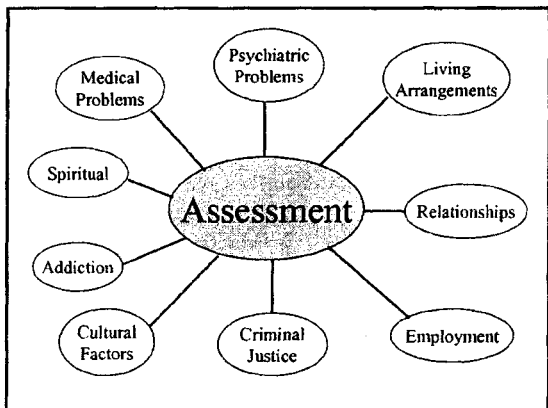 Psychiatric
Problems
Medical
Problems
Living
Arrangements
Spiritual
Assessment
Relationships
Addiction
Cultural
Factors
Criminal
Justice
Employment